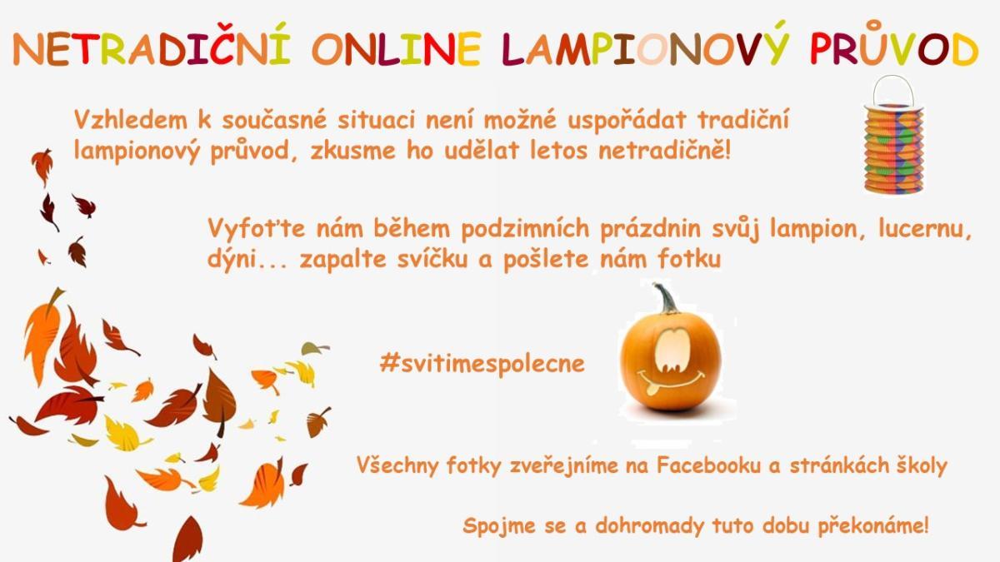 NETRADIČNÍ ONLINE LAMPIONOVÝ PRŮVOD
Vzhledem k současné situaci není možné uspořádat tradiční
lampionový průvod, zkusme ho udělat letos netradičně!
Vyfoť'te nám během podzimních prázdnin svůj lampion, lucernu,
dýni... zapalte svíčku a pošlete nám fotku
#svitimespolecne
Všechny fotky zveřejníme na Facebooku a stránkách školy
Spojme se a dohromady tuto dobu překonáme!